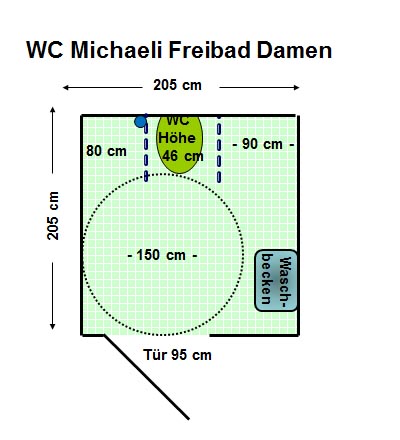 WC Michaeli Freibad Damen
205 cm
WC
Höhe
46 cm
80 cm
- 90 cm -
205 cm
- 150 cm -
Wasch-
becken
Tür 95 cm